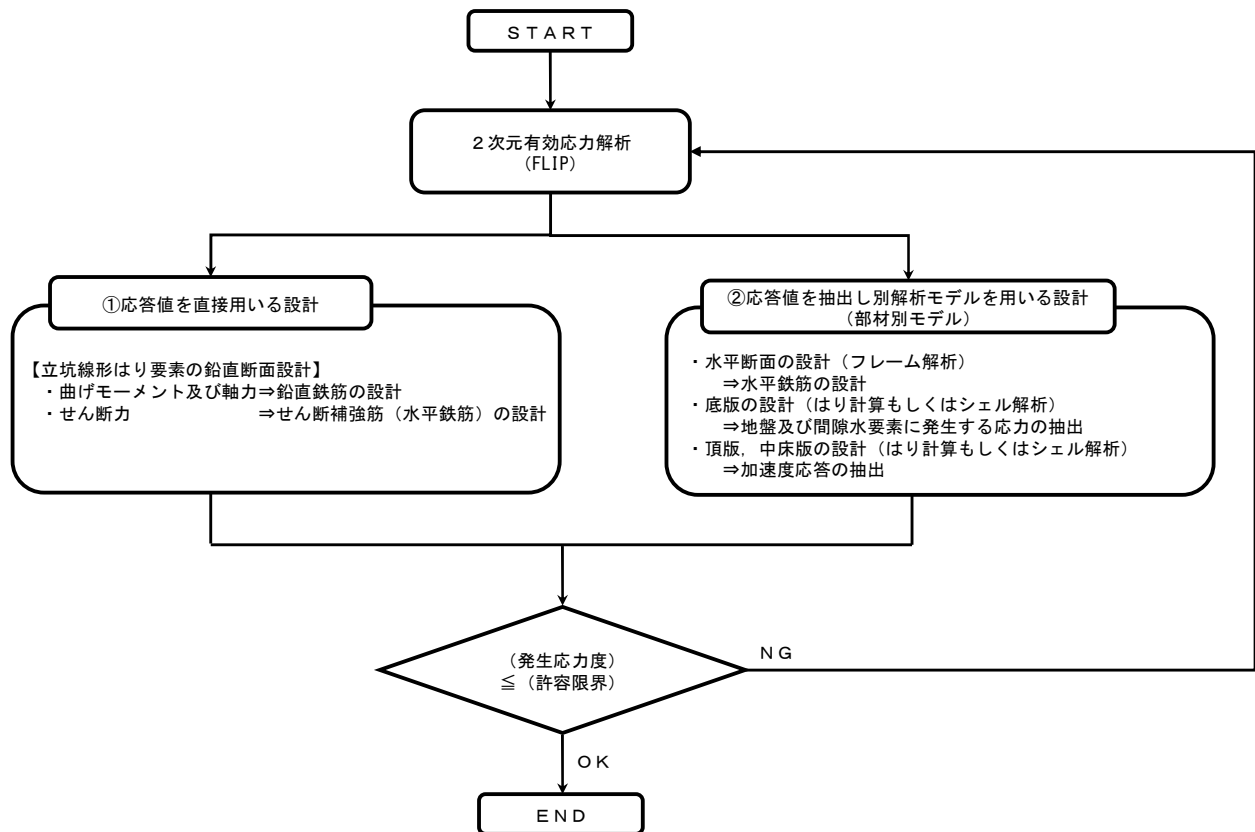 ＳＴＡＲＴ
２次元有効応力解析
(FLIP)
①応答値を直接用いる設計
【立坑線形はり要素の鉛直断面設計】
・曲げモーメント及び軸力⇒鉛直鉄筋の設計
・せん断力　　　　　　　⇒せん断補強筋（水平鉄筋）の設計
②応答値を抽出し別解析モデルを用いる設計
（部材別モデル）
・水平断面の設計（フレーム解析）
⇒水平鉄筋の設計
・底版の設計（はり計算もしくはシェル解析）
⇒地盤及び間隙水要素に発生する応力の抽出
・頂版，中床版の設計（はり計算もしくはシェル解析）
⇒加速度応答の抽出
（発生応力度）
≦（許容限界）
ＮＧ
ＯＫ
ＥＮＤ